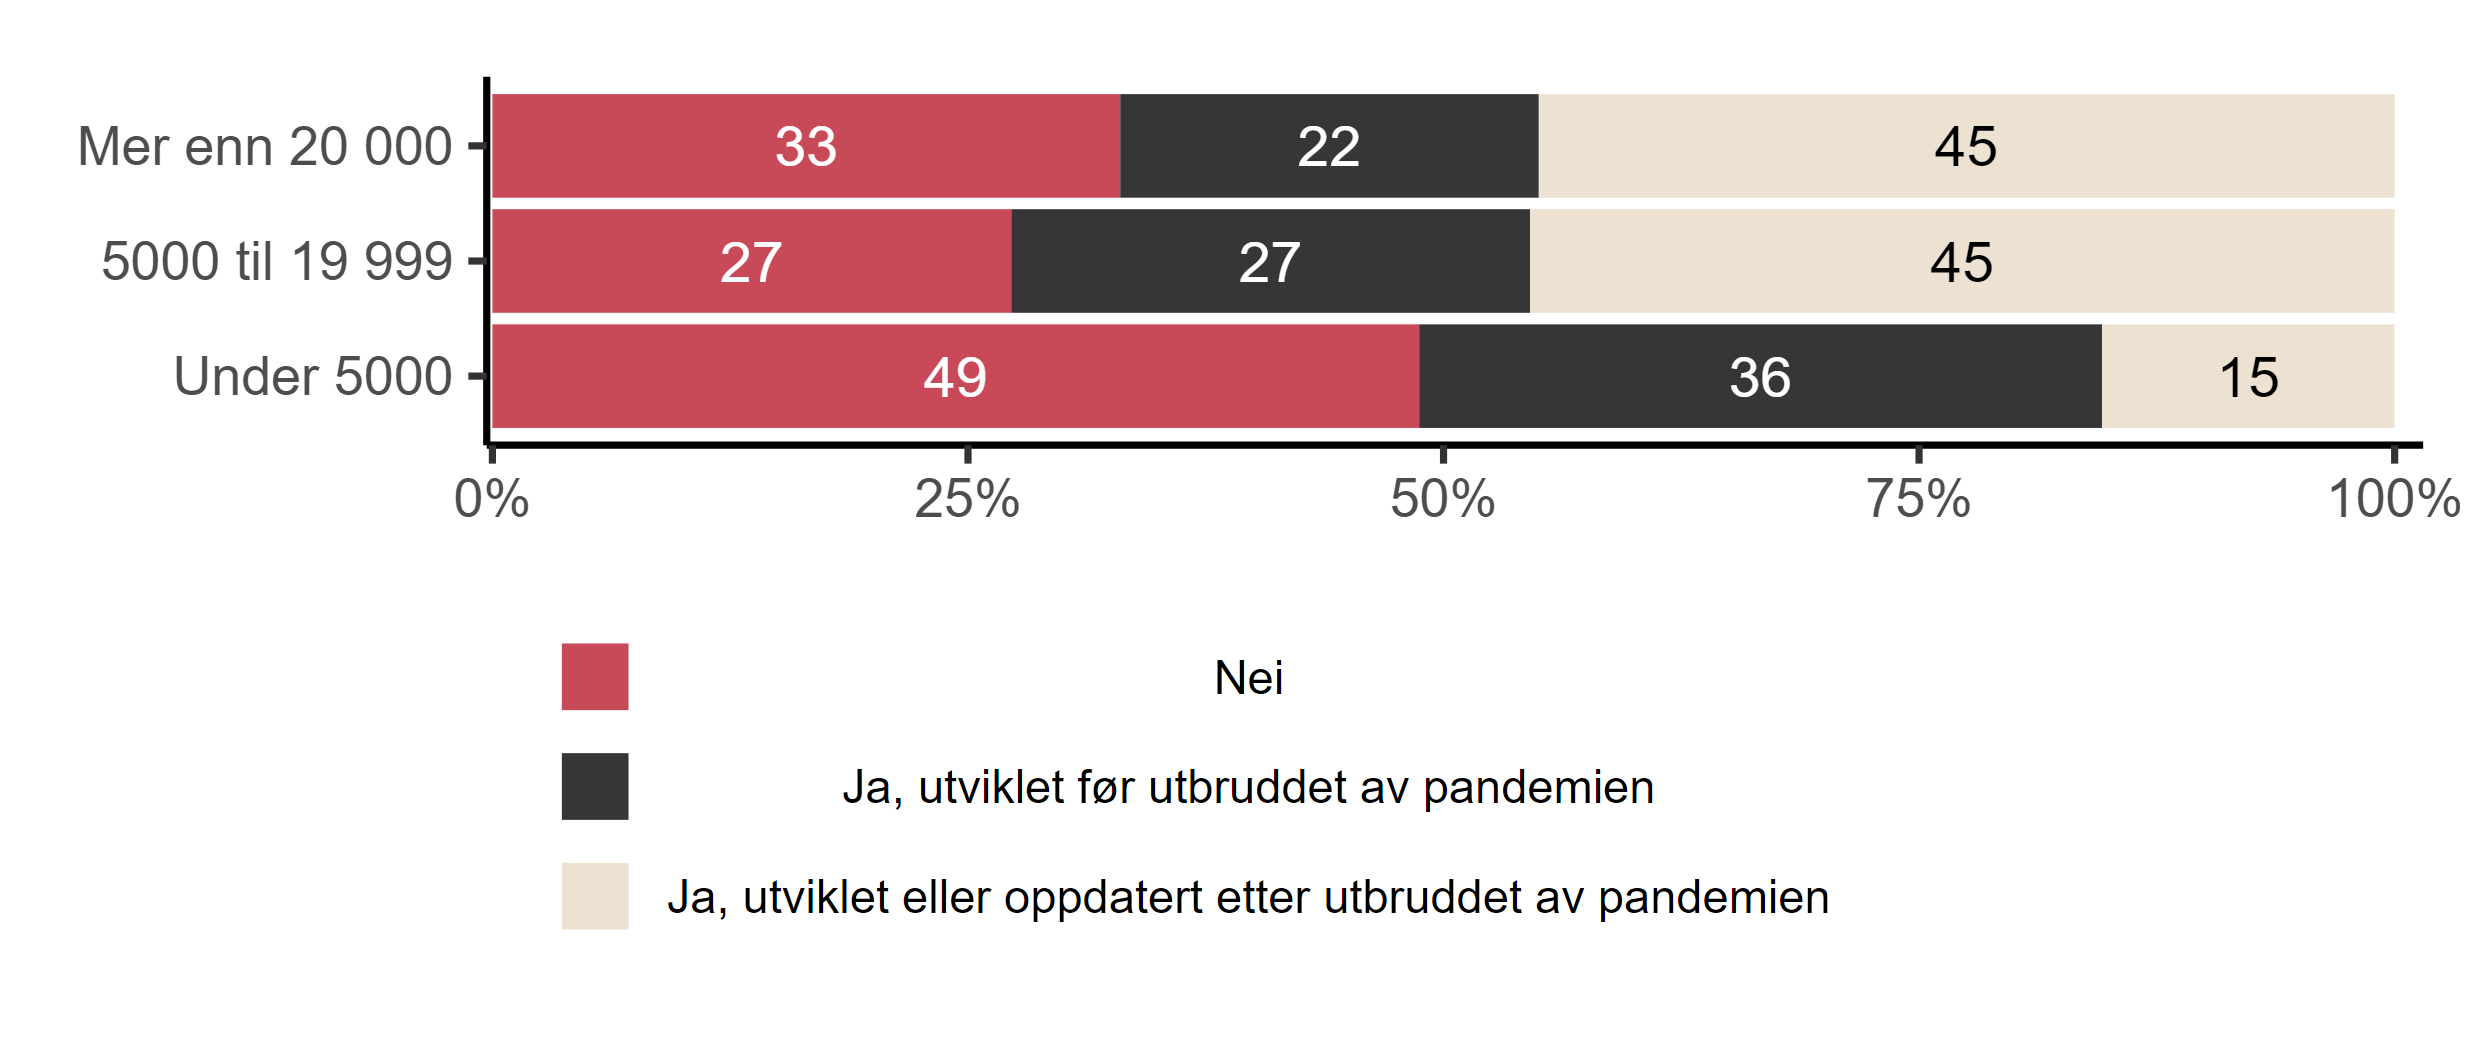 Mer enn 20 000 33 22 45
5000 til 19 999 27 27 45
Under 5000 49 36 15
0% 25% 50% 75% 100%
Nei
Ja, utviklet før utbruddet av pandemien
Ja, utviklet eller oppdatert etter utbruddet av pandemien